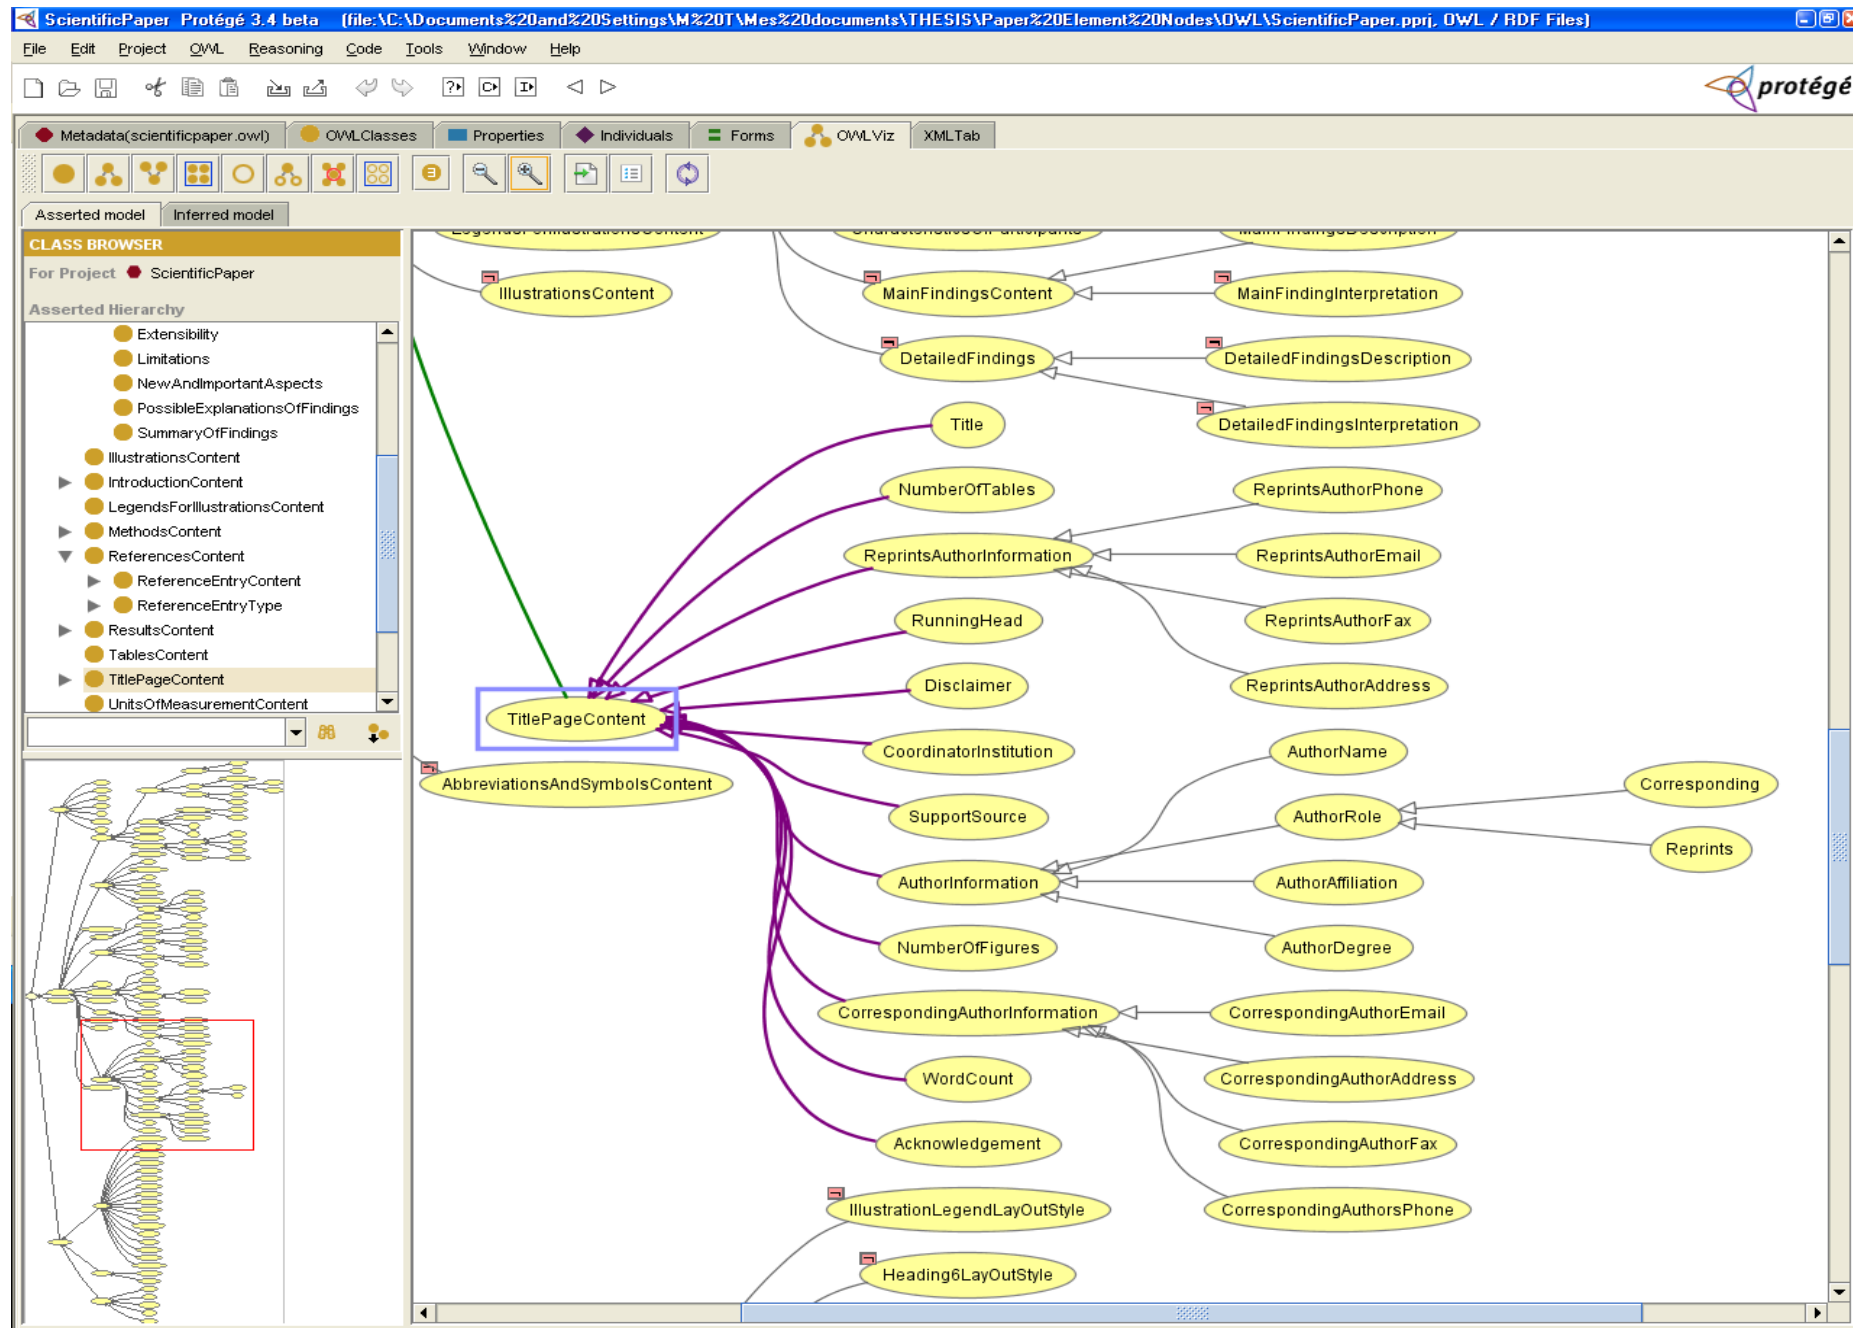 ScientificPaper Protégé 3.4 beta (file:\C:\Documents%20and%20Settings\M%20T\Mes%20documents\THESIS\Paper%20Element%20Nodes\OWL\ScientificPaper.pprj, OWL / RDF Files)
File Edit Project OWL Reasoning Code Tools Window Help
protégé
Metadata(scientificpaper.owl) OWLClasses Properties Individuals Forms OWLViz XMLTab
Asserted model Inferred model
CLASS BROWSER
For Project ScientificPaper
Asserted Hierarchy
Extensibility
Limitations
NewAndImportantAspects
PossibleExplanationsOfFindings
SummaryOfFindings
IllustrationsContent
IntroductionContent
LegendsForIllustrationsContent
MethodsContent
ReferencesContent
ReferenceEntryContent
ReferenceEntryType
ResultsContent
TablesContent
TitlePageContent
UnitsOfMeasurementContent
LegendsForIllustrationsContent CharacteristicsOfParticipants MainFindingsDescription
IllustrationsContent MainFindingsContent MainFindingInterpretation
DetailedFindings DetailedFindingsDescription
Title DetailedFindingsInterpretation
NumberOfTables ReprintsAuthorPhone
ReprintsAuthorInformation ReprintsAuthorEmail
RunningHead ReprintsAuthorFax
Disclaimer ReprintsAuthorAddress
TitlePageContent
CoordinatorInstitution AuthorName
AbbreviationsAndSymbolsContent Corresponding
SupportSource AuthorRole
Reprints
AuthorInformation AuthorAffiliation
NumberOfFigures AuthorDegree
CorrespondingAuthorInformation CorrespondingAuthorEmail
WordCount CorrespondingAuthorAddress
Acknowledgement CorrespondingAuthorFax
IllustrationLegendLayOutStyle CorrespondingAuthorsPhone
Heading6LayOutStyle